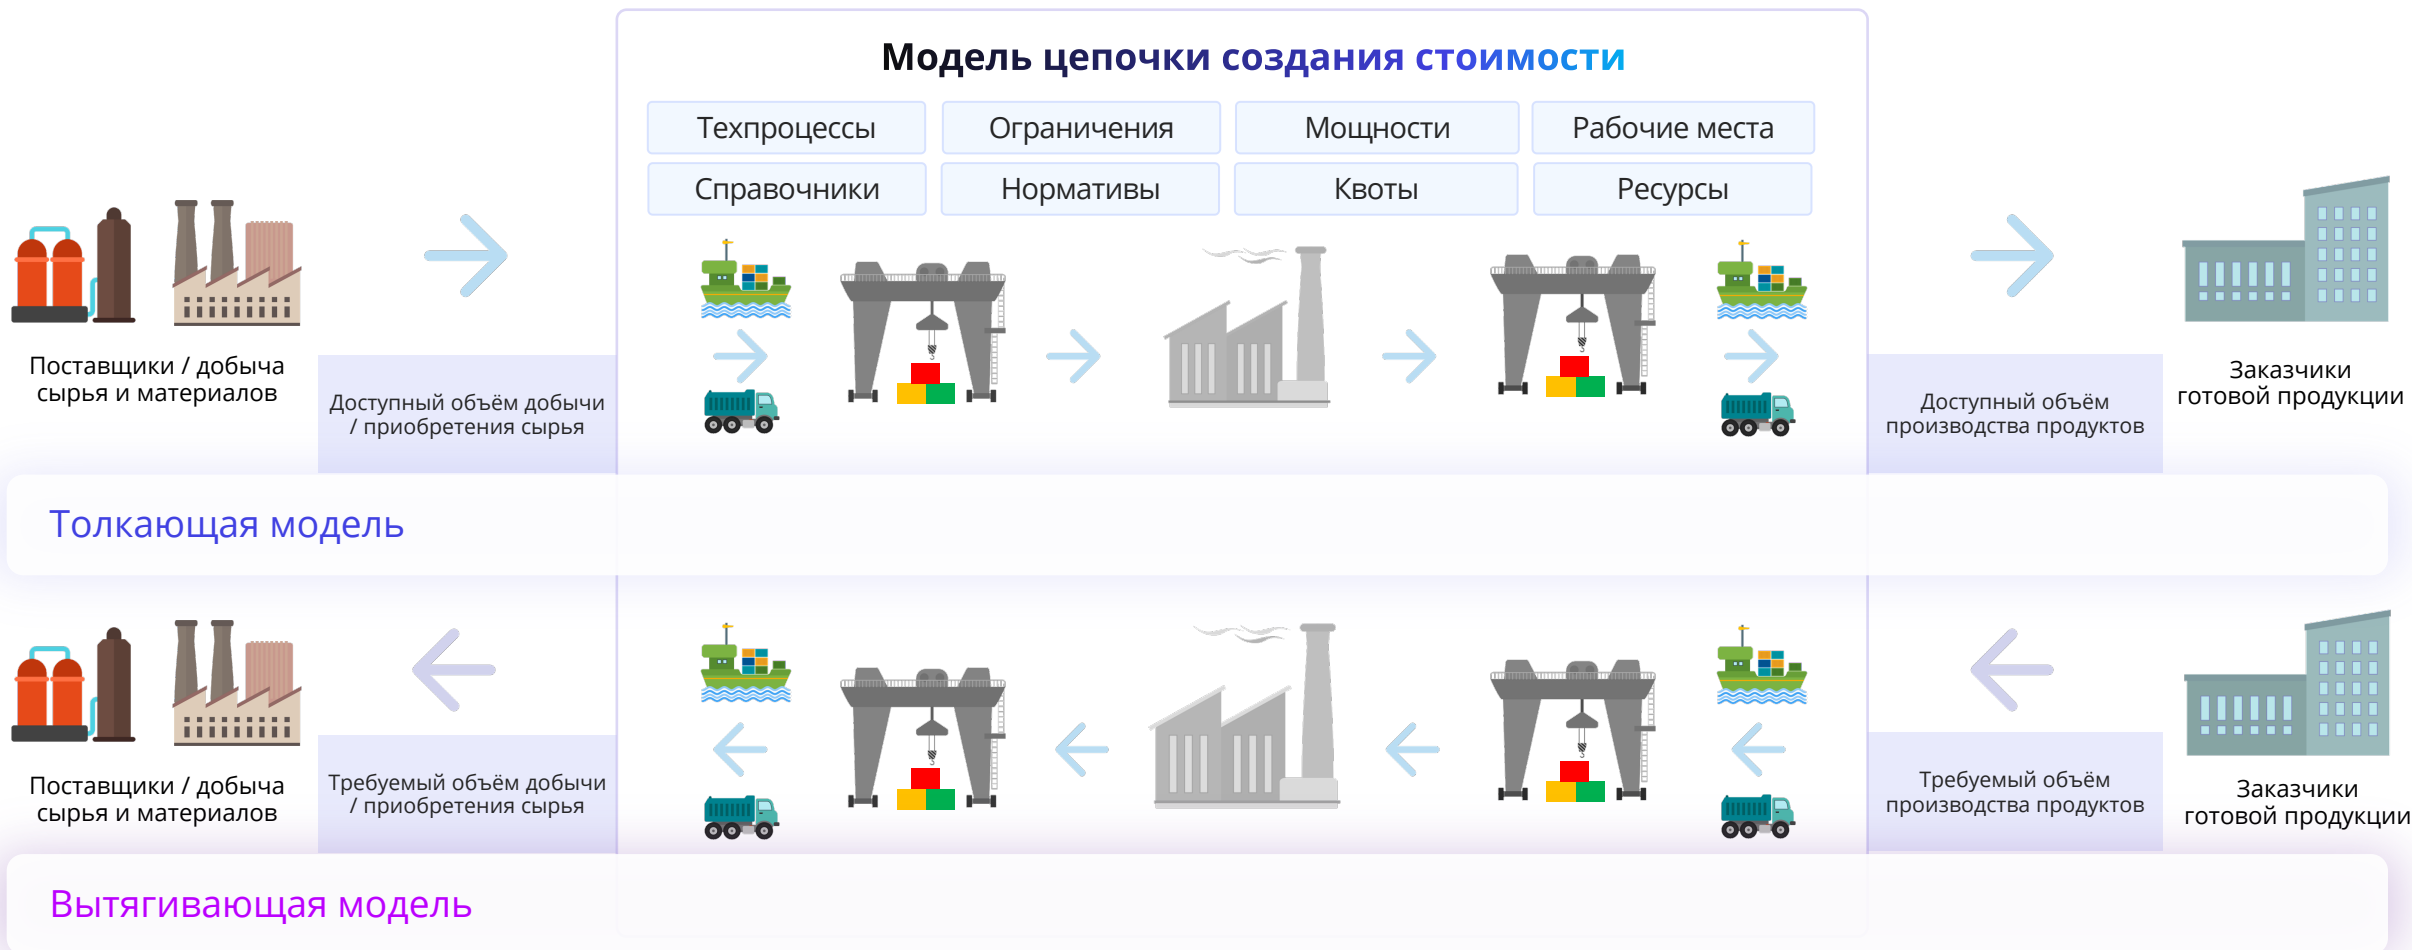 Модель цепочки создания стоимости
Техпроцессы
Ограничения
Мощности
Рабочие места
Справочники
Нормативы
Квоты
Ресурсы
Поставщики / добыча
сырья и материалов
Доступный объём добычи
/ приобретения сырья
Доступный объём
производства продуктов
Заказчики
готовой продукции
Толкающая модель
Поставщики / добыча
сырья и материалов
Требуемый объём добычи
/ приобретения сырья
Требуемый объём
производства продуктов
Заказчики
готовой продукции
Вытягивающая модель